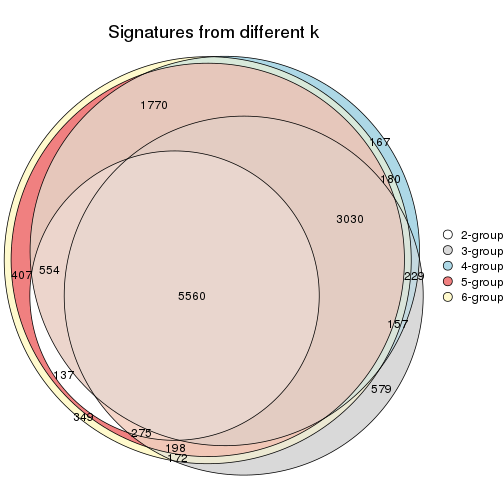 Signatures from different k
1770
167
180
3030
2-group
3-group
4-group
5-group
6-group
407
554
229
5560
157
137
579
349
275
198
172